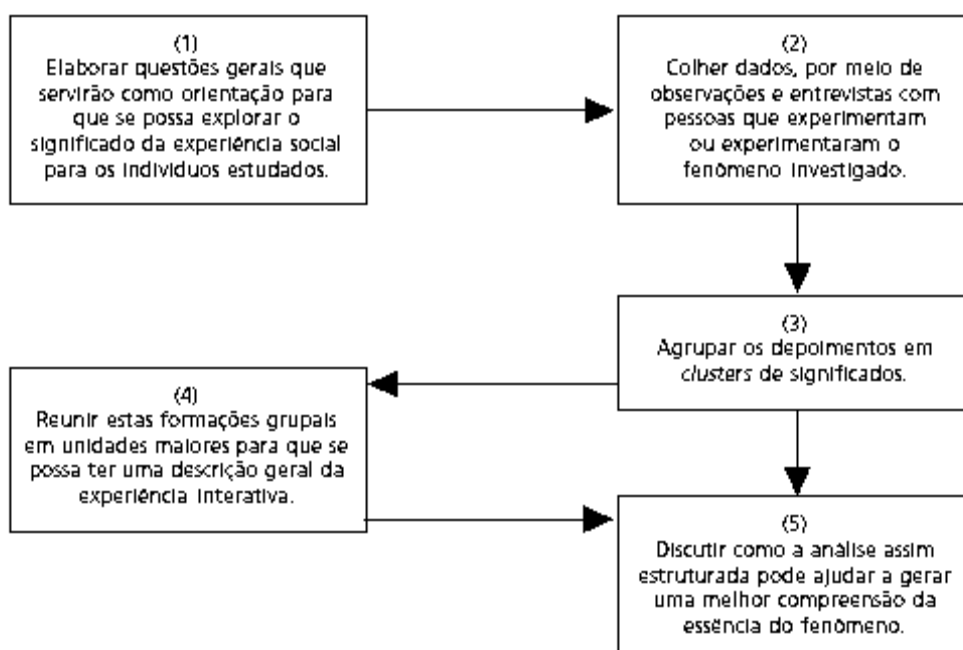 (1)
Elaborar questões gerais que
servirão como orientação para
que se possa explorar o
significado da experiência social
para os indivíduos estudados.
(2)
Colher dados, por meio de
observações e entrevistas com
pessoas que experimentam
ou experimentaram o
fenômeno investigado.
(3)
Agrupar os depoimentos em
clusters de significados.
(4)
Reunir estas formações grupais
em unidades maiores para que se
possa ter uma descrição geral da
experiência interativa.
(5)
Discutir como a análise assim
estruturada pode ajudar a gerar
uma melhor compreensão da
essência do fenômeno.